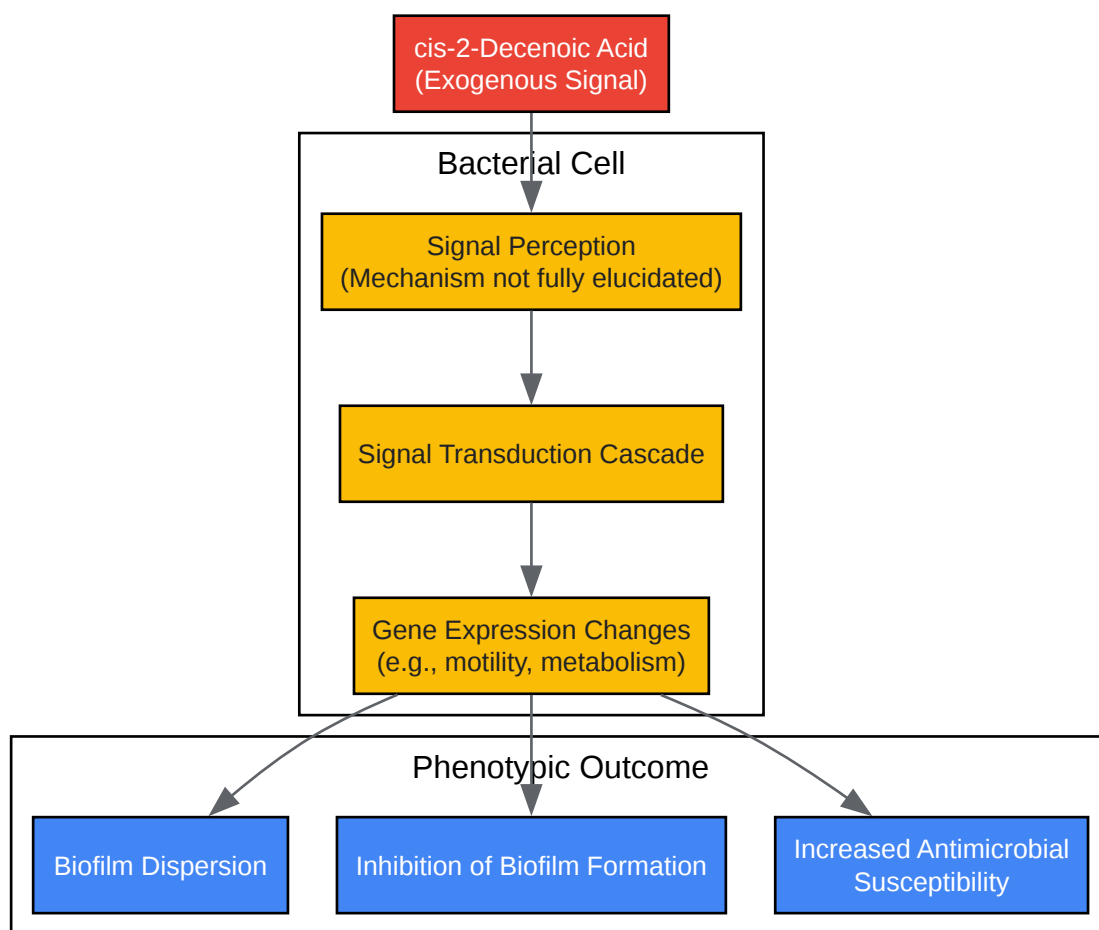 cis-2-Decenoic Acid
(Exogenous Signal)
Bacterial Cell
Signal Perception
(Mechanism not fully elucidated)
Signal Transduction Cascade
Gene Expression Changes
(e.g., motility, metabolism)
Phenotypic Outcome
Biofilm Dispersion
Inhibition of Biofilm Formation
Increased Antimicrobial
Susceptibility